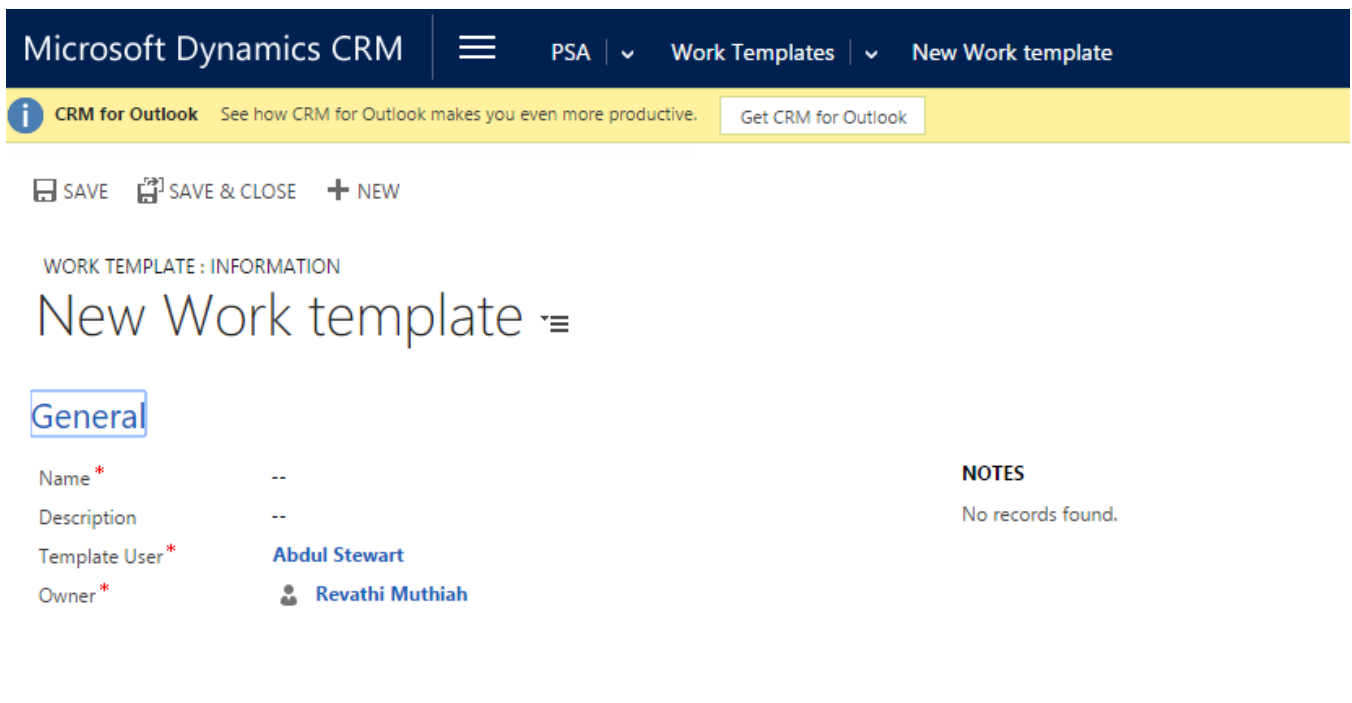 Microsoft Dynamics CRM PSA Work Templates New Work template
CRM for Outlook See how CRM for Outlook makes you even more productive. Get CRM for Outlook
SAVE SAVE & CLOSE NEW
WORK TEMPLATE : INFORMATION
New Work template
General
Name * -- NOTES
Description -- No records found.
Template User * Abdul Stewart
Owner * Revathi Muthiah